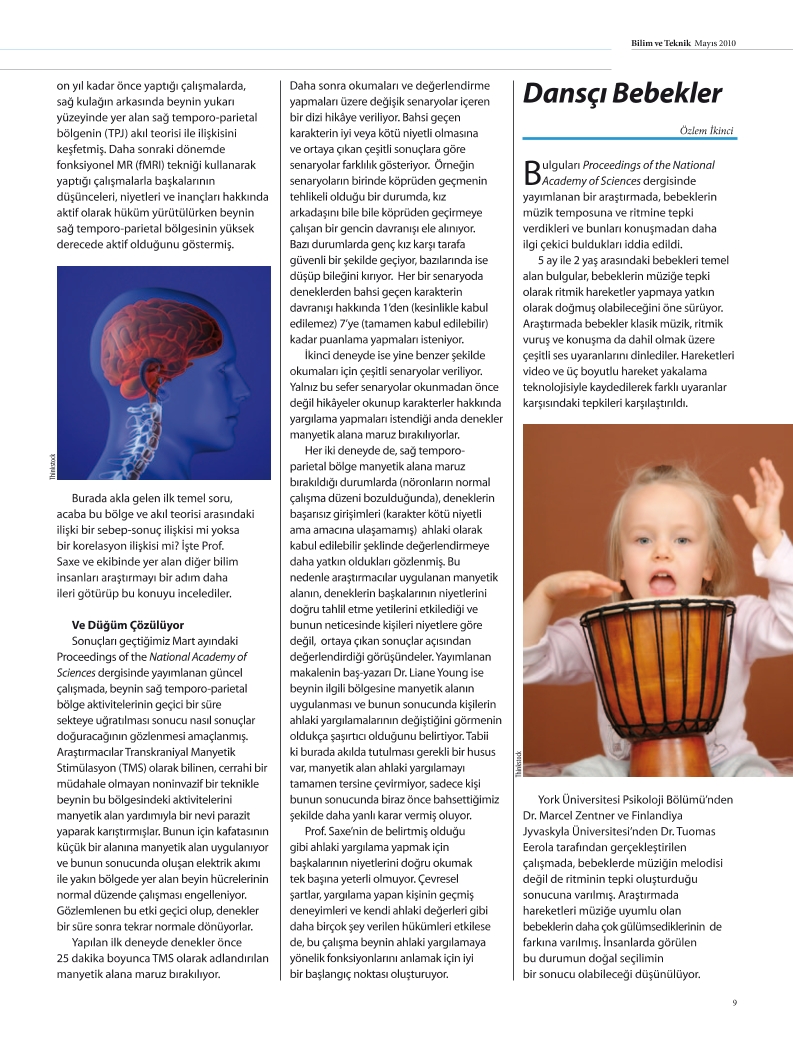 Bilim ve Teknik Mayıs 2010
on yıl kadar önce yaptığı çalışmalarda,
sağ kulağın arkasında beynin yukarı
yüzeyinde yer alan sağ temporo-parietal
bölgenin (TPJ) akıl teorisi ile ilişkisini
keşfetmiş. Daha sonraki dönemde
fonksiyonel MR (fMRI) tekniği kullanarak
yaptığı çalışmalarla başkalarının
düşünceleri, niyetleri ve inançları hakkında
aktif olarak hüküm yürütülürken beynin
sağ temporo-parietal bölgesinin yüksek
derecede aktif olduğunu göstermiş.
Thinkstock
Burada akla gelen ilk temel soru,
acaba bu bölge ve akıl teorisi arasındaki
ilişki bir sebep-sonuç ilişkisi mi yoksa
bir korelasyon ilişkisi mi? İşte Prof.
Saxe ve ekibinde yer alan diğer bilim
insanları araştırmayı bir adım daha
ileri götürüp bu konuyu incelediler.
Ve Düğüm Çözülüyor
Sonuçları geçtiğimiz Mart ayındaki
Proceedings of the National Academy of
Sciences dergisinde yayımlanan güncel
çalışmada, beynin sağ temporo-parietal
bölge aktivitelerinin geçici bir süre
sekteye uğratılması sonucu nasıl sonuçlar
doğuracağının gözlenmesi amaçlanmış.
Araştırmacılar Transkraniyal Manyetik
Stimülasyon (TMS) olarak bilinen, cerrahi bir
müdahale olmayan noninvazif bir teknikle
beynin bu bölgesindeki aktivitelerini
manyetik alan yardımıyla bir nevi parazit
yaparak karıştırmışlar. Bunun için kafatasının
küçük bir alanına manyetik alan uygulanıyor
ve bunun sonucunda oluşan elektrik akımı
ile yakın bölgede yer alan beyin hücrelerinin
normal düzende çalışması engelleniyor.
Gözlemlenen bu etki geçici olup, denekler
bir süre sonra tekrar normale dönüyorlar.
Yapılan ilk deneyde denekler önce
25 dakika boyunca TMS olarak adlandırılan
manyetik alana maruz bırakılıyor.
Daha sonra okumaları ve değerlendirme
yapmaları üzere değişik senaryolar içeren
bir dizi hikâye veriliyor. Bahsi geçen
karakterin iyi veya kötü niyetli olmasına
ve ortaya çıkan çeşitli sonuçlara göre
senaryolar farklılık gösteriyor. Örneğin
senaryoların birinde köprüden geçmenin
tehlikeli olduğu bir durumda, kız
arkadaşını bile bile köprüden geçirmeye
çalışan bir gencin davranışı ele alınıyor.
Bazı durumlarda genç kız karşı tarafa
güvenli bir şekilde geçiyor, bazılarında ise
düşüp bileğini kırıyor. Her bir senaryoda
deneklerden bahsi geçen karakterin
davranışı hakkında 1’den (kesinlikle kabul
edilemez) 7’ye (tamamen kabul edilebilir)
kadar puanlama yapmaları isteniyor.
İkinci deneyde ise yine benzer şekilde
okumaları için çeşitli senaryolar veriliyor.
Yalnız bu sefer senaryolar okunmadan önce
değil hikâyeler okunup karakterler hakkında
yargılama yapmaları istendiği anda denekler
manyetik alana maruz bırakılıyorlar.
Her iki deneyde de, sağ temporo-
parietal bölge manyetik alana maruz
bırakıldığı durumlarda (nöronların normal
çalışma düzeni bozulduğunda), deneklerin
başarısız girişimleri (karakter kötü niyetli
ama amacına ulaşamamış) ahlaki olarak
kabul edilebilir şeklinde değerlendirmeye
daha yatkın oldukları gözlenmiş. Bu
nedenle araştırmacılar uygulanan manyetik
alanın, deneklerin başkalarının niyetlerini
doğru tahlil etme yetilerini etkilediği ve
bunun neticesinde kişileri niyetlere göre
değil, ortaya çıkan sonuçlar açısından
değerlendirdiği görüşündeler. Yayımlanan
makalenin baş-yazarı Dr. Liane Young ise
beynin ilgili bölgesine manyetik alanın
uygulanması ve bunun sonucunda kişilerin
ahlaki yargılamalarının değiştiğini görmenin
oldukça şaşırtıcı olduğunu belirtiyor. Tabii
ki burada akılda tutulması gerekli bir husus
var, manyetik alan ahlaki yargılamayı
tamamen tersine çevirmiyor, sadece kişi
bunun sonucunda biraz önce bahsettiğimiz
şekilde daha yanlı karar vermiş oluyor.
Prof. Saxe’nin de belirtmiş olduğu
gibi ahlaki yargılama yapmak için
başkalarının niyetlerini doğru okumak
tek başına yeterli olmuyor. Çevresel
şartlar, yargılama yapan kişinin geçmiş
deneyimleri ve kendi ahlaki değerleri gibi
daha birçok şey verilen hükümleri etkilese
de, bu çalışma beynin ahlaki yargılamaya
yönelik fonksiyonlarını anlamak için iyi
bir başlangıç noktası oluşturuyor.
Dansçı Bebekler
Özlem İkinci
Bulguları Proceedings of the National
Academy of Sciences dergisinde
yayımlanan bir araştırmada, bebeklerin
müzik temposuna ve ritmine tepki
verdikleri ve bunları konuşmadan daha
ilgi çekici buldukları iddia edildi.
5 ay ile 2 yaş arasındaki bebekleri temel
alan bulgular, bebeklerin müziğe tepki
olarak ritmik hareketler yapmaya yatkın
olarak doğmuş olabileceğini öne sürüyor.
Araştırmada bebekler klasik müzik, ritmik
vuruş ve konuşma da dahil olmak üzere
çeşitli ses uyaranlarını dinlediler. Hareketleri
video ve üç boyutlu hareket yakalama
teknolojisiyle kaydedilerek farklı uyaranlar
karşısındaki tepkileri karşılaştırıldı.
Thinkstock
York Üniversitesi Psikoloji Bölümü’nden
Dr. Marcel Zentner ve Finlandiya
Jyvaskyla Üniversitesi’nden Dr. Tuomas
Eerola tarafından gerçekleştirilen
çalışmada, bebeklerde müziğin melodisi
değil de ritminin tepki oluşturduğu
sonucuna varılmış. Araştırmada
hareketleri müziğe uyumlu olan
bebeklerin daha çok gülümsediklerinin de
farkına varılmış. İnsanlarda görülen
bu durumun doğal seçilimin
bir sonucu olabileceği düşünülüyor.
9